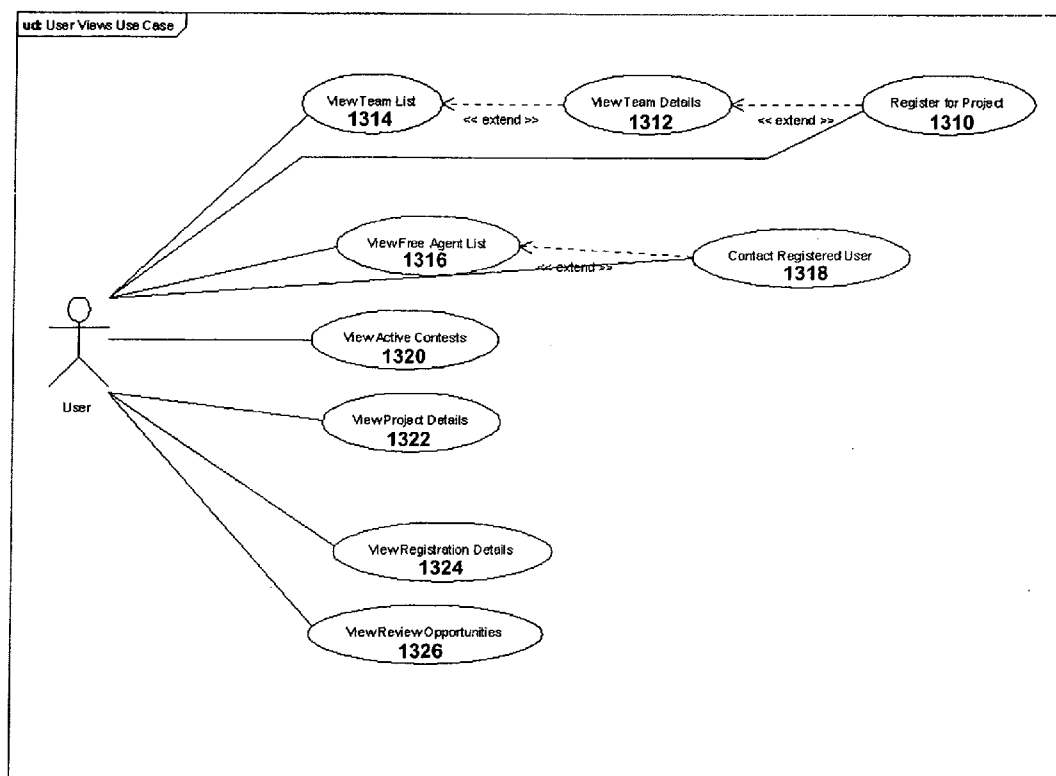 ud: User Views Use Case
View Team List
1314
<< extend >>
View Team Details
1312
<< extend >>
Register for Project
1310
View Free Agent List
1316
<< extend >>
Contact Registered User
1318
View Active Contests
1320
User
View Project Details
1322
View Registration Details
1324
View Review Opportunities
1326